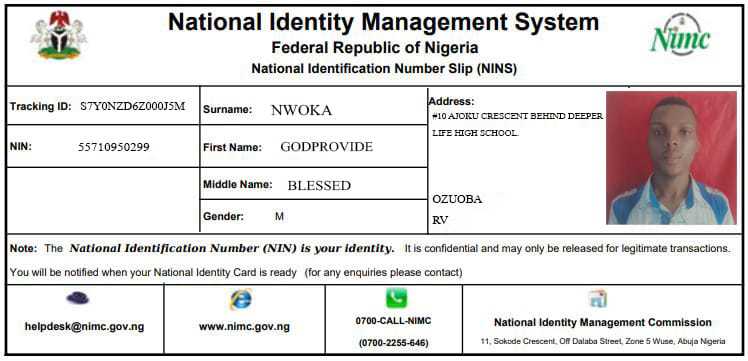 National Identity Management System
Federal Republic of Nigeria
National Identification Number Slip (NINS)
Nimc
Tracking ID: S7Y0NZD6Z000J5M
Surname: NWOKA
Address:
#10 AJOKU CRESCENT BEHIND DEEPER
LIFE HIGH SCHOOL.
NIN: 55710950299
First Name: GODPROVIDE
Middle Name: BLESSED
OZUOBA
Gender: M
RV
Note: The National Identification Number (NIN) is your identity. It is confidential and may only be released for legitimate transactions.
You will be notified when your National Identity Card is ready (for any enquiries please contact)
helpdesk@nimc.gov.ng
www.nimc.gov.ng
0700-CALL-NIMC
(0700-2255-646)
National Identity Management Commission
11, Sokode Crescent, Off Dalaba Street, Zone 5 Wuse, Abuja Nigeria